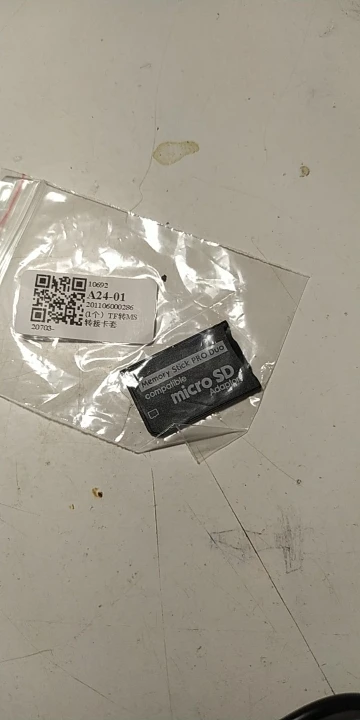 10692
A24-01
201106000286
(1个) TF转MS
转接卡套
20703-
Memory Stick PRO Duo
compatible
micro SD
Adapter